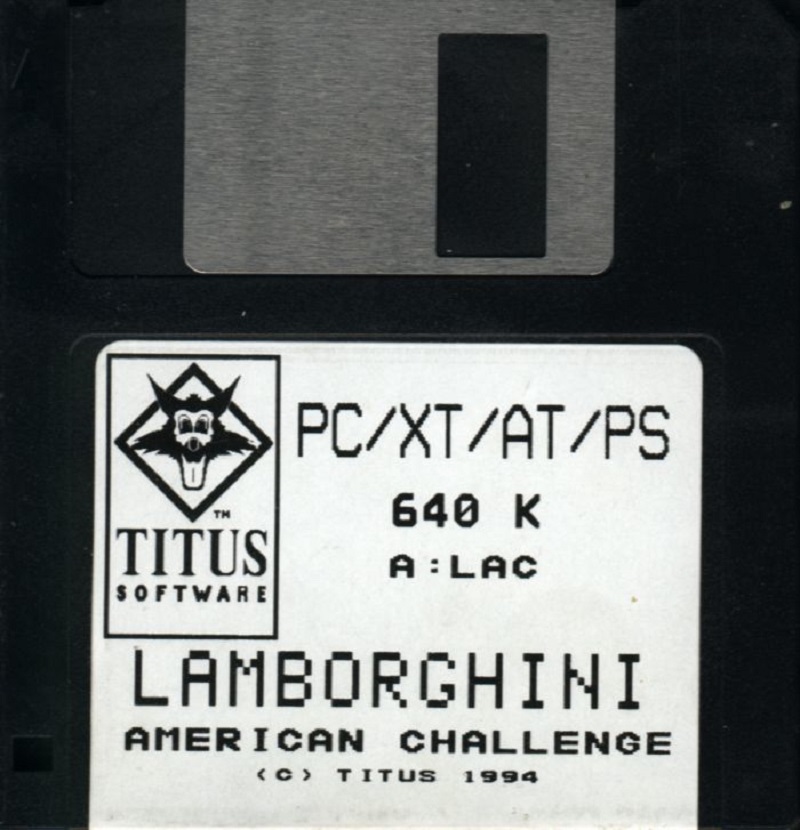 PC/XT/AT/PS
640 K
A:LAC
TM
TITUS
SOFTWARE
LAMBORGHINI
AMERICAN CHALLENGE
(C) TITUS 1994